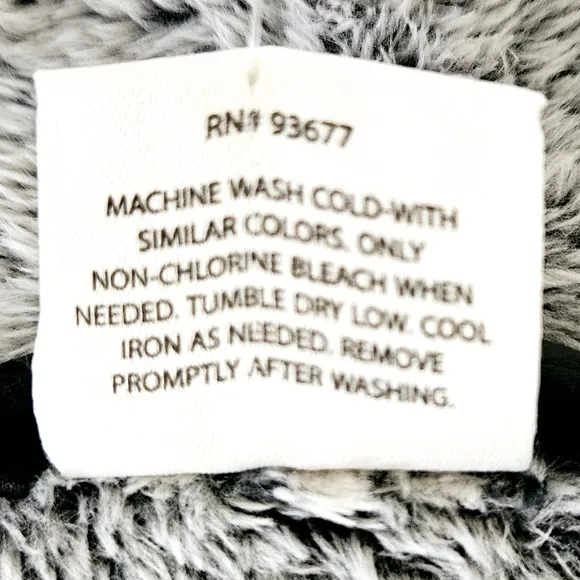 RN# 93677
MACHINE WASH COLD-WITH
SIMILAR COLORS. ONLY
NON-CHLORINE BLEACH WHEN
NEEDED. TUMBLE DRY LOW. COOL
IRON AS NEEDED. REMOVE
PROMPTLY AFTER WASHING.